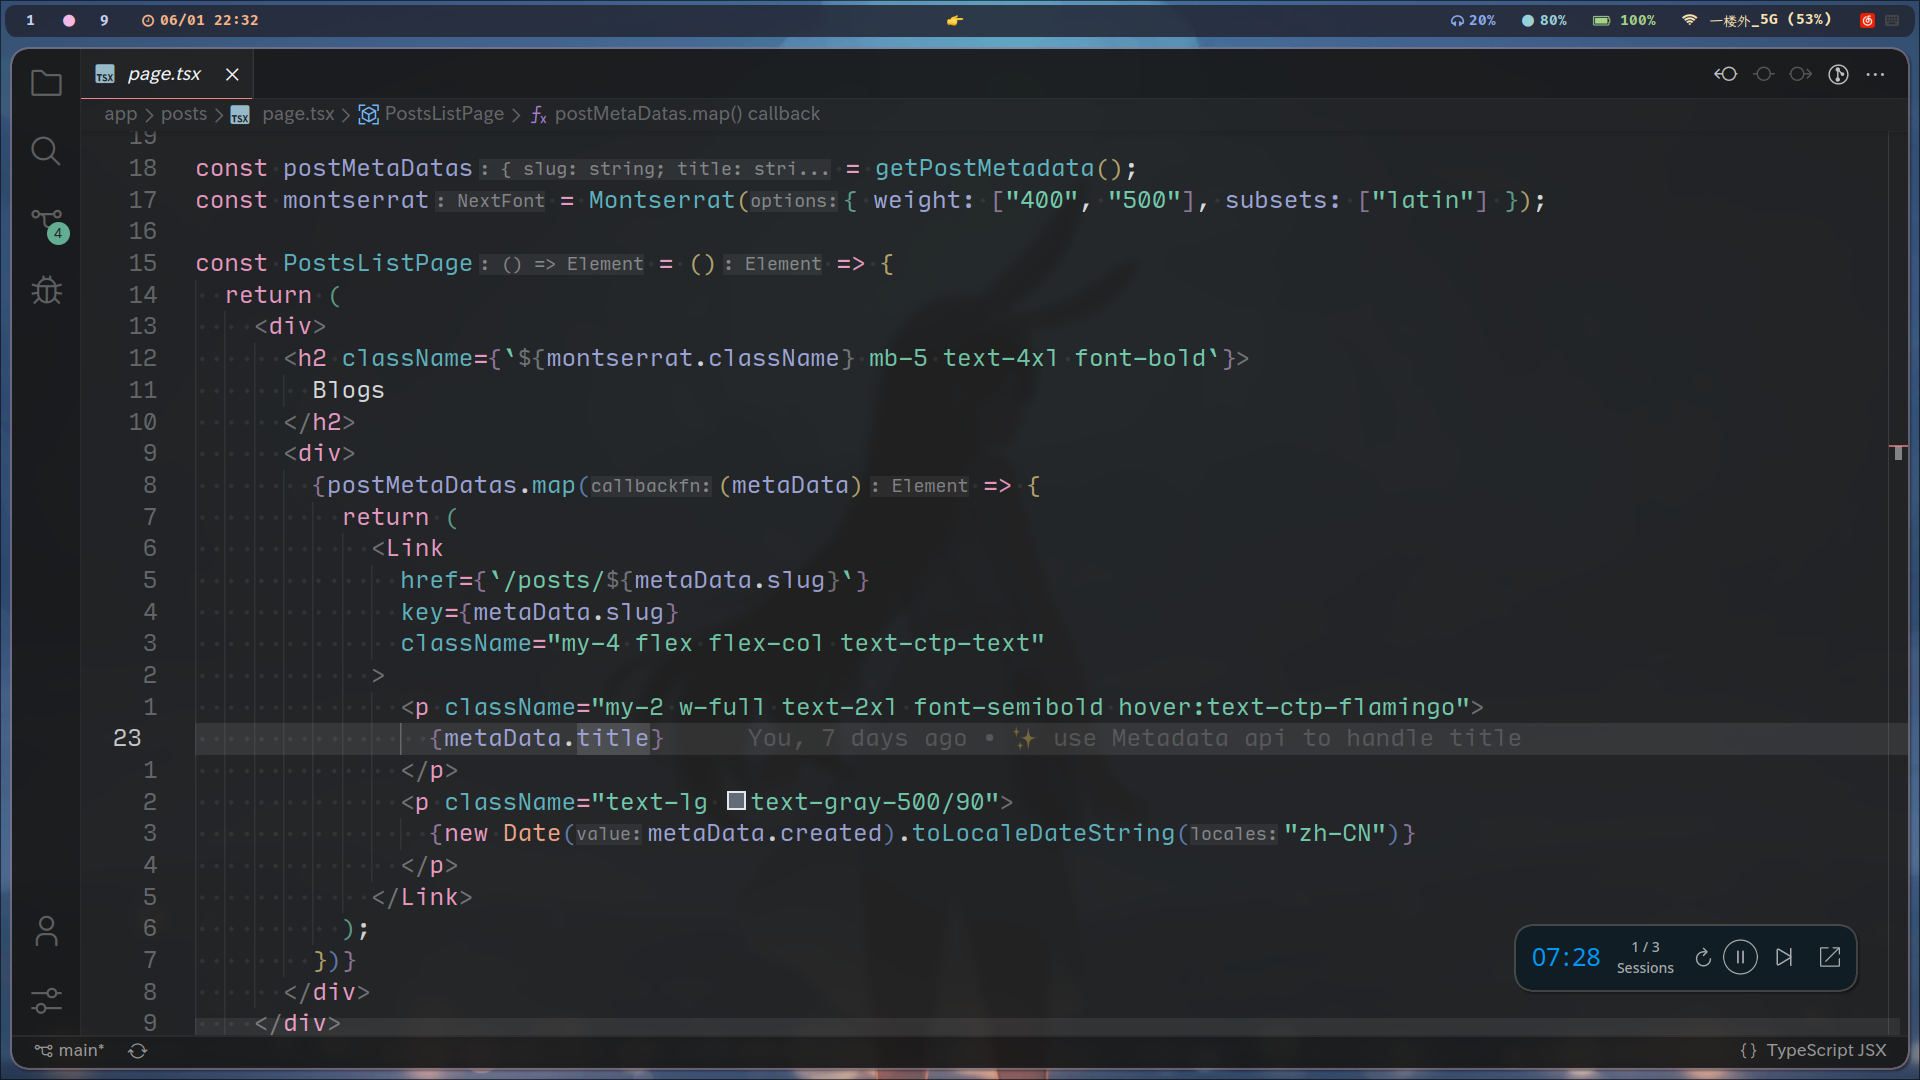 1 9 06/01 22:32 20% 80% 100% 一楼外_5G (53%)
TSX page.tsx
app > posts > TSX page.tsx > PostsListPage > fx postMetaDatas.map() callback
19
18 const postMetaDatas: { slug: string; title: stri... = getPostMetadata();
17 const montserrat: NextFont = Montserrat(options:{ weight: ["400", "500"], subsets: ["latin"] });
16
15 const PostsListPage: () => Element = (): Element => {
14 return (
13 <div>
12 <h2 className={`${montserrat.className} mb-5 text-4xl font-bold`}>
11 Blogs
10 </h2>
9 <div>
8 {postMetaDatas.map(callbackfn:(metaData): Element => {
7 return (
6 <Link
5 href={`/posts/${metaData.slug}`}
4 key={metaData.slug}
3 className="my-4 flex flex-col text-ctp-text"
2 >
1 <p className="my-2 w-full text-2xl font-semibold hover:text-ctp-flamingo">
23 {metaData.title} You, 7 days ago • ✨ use Metadata api to handle title
1 </p>
2 <p className="text-lg text-gray-500/90">
3 {new Date(value:metaData.created).toLocaleDateString(locales:"zh-CN")}
4 </p>
5 </Link>
6 );
7 })}
8 </div>
9 </div>
4
07:28 1 / 3
Sessions
main* {} TypeScript JSX